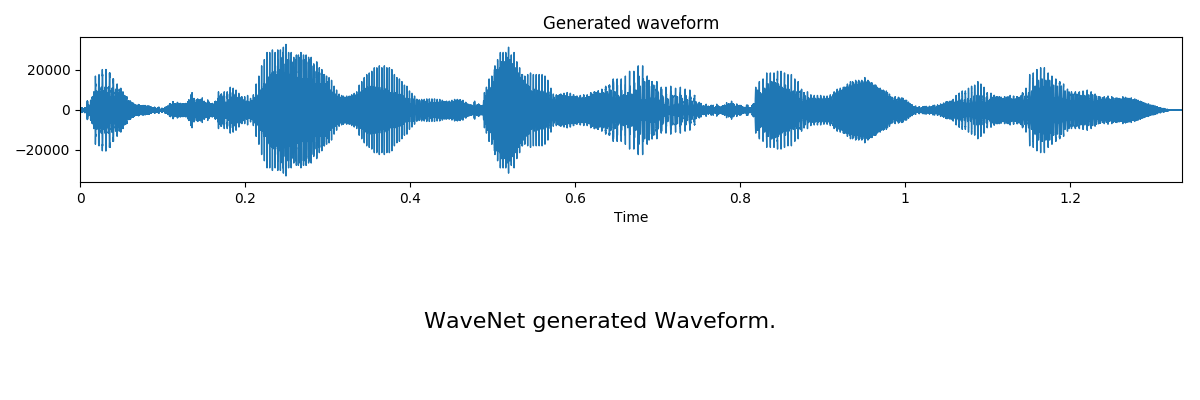 Generated waveform
20000
0
−20000
0 0.2 0.4 0.6 0.8 1 1.2
Time
WaveNet generated Waveform.